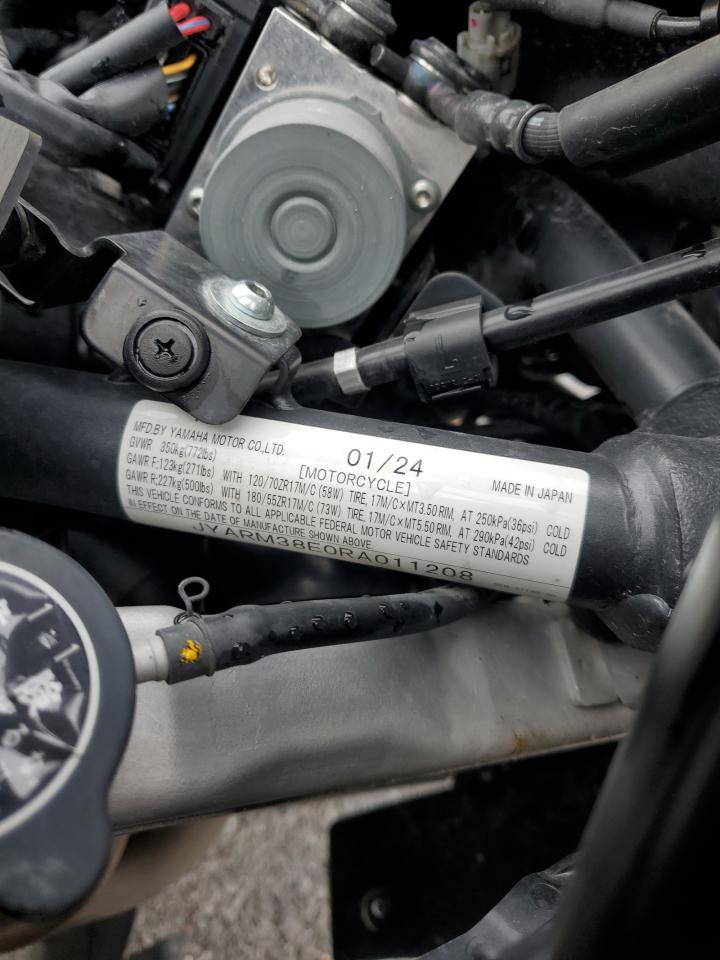 MFD.BY YAMAHA MOTOR CO.,LTD.
01/24
GVWR 350kg(772lbs)
[MOTORCYCLE]
MADE IN JAPAN
GAWR F;123kg(271lbs) WITH 120/70ZR17M/C (58W) TIRE, 17M/C×MT3.50 RIM, AT 250kPa(36psi) COLD
GAWR R;227kg(500lbs) WITH 180/55ZR17M/C (73W) TIRE, 17M/C×MT5.50 RIM, AT 290kPa(42psi) COLD
THIS VEHICLE CONFORMS TO ALL APPLICABLE FEDERAL MOTOR VEHICLE SAFETY STANDARDS
IN EFFECT ON THE DATE OF MANUFACTURE SHOWN ABOVE.
JYARM38E0RA011208